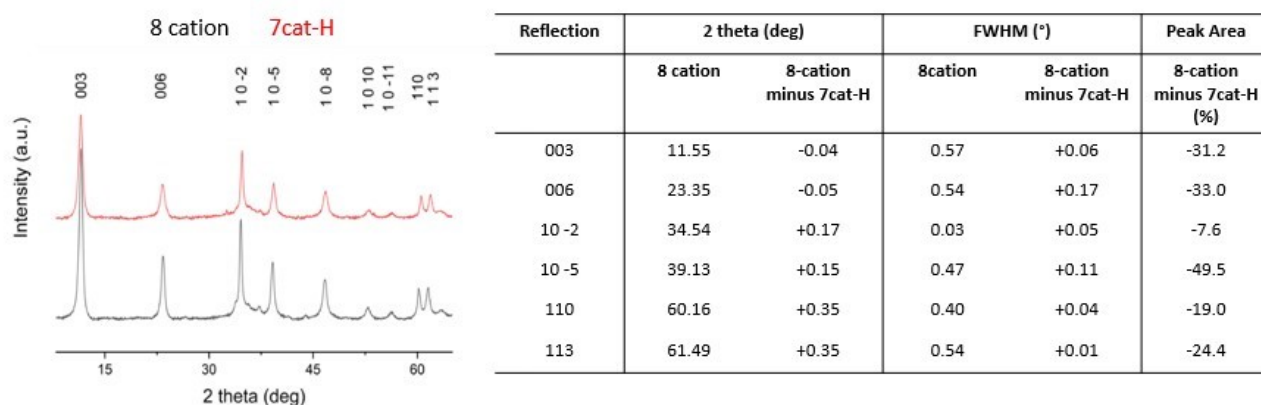 8 cation 7cat-H
003
006
1 0 -2
1 0 -5
1 0 -8
1 0 10
1 0 -11
110
1 1 3
Intensity (a.u.)
15 30 45 60
2 theta (deg)
Reflection 2 theta (deg) FWHM (°) Peak Area
8 cation 8-cation minus 7cat-H 8cation 8-cation minus 7cat-H 8-cation minus 7cat-H (%)
003 11.55 -0.04 0.57 +0.06 -31.2
006 23.35 -0.05 0.54 +0.17 -33.0
10 -2 34.54 +0.17 0.03 +0.05 -7.6
10 -5 39.13 +0.15 0.47 +0.11 -49.5
110 60.16 +0.35 0.40 +0.04 -19.0
113 61.49 +0.35 0.54 +0.01 -24.4